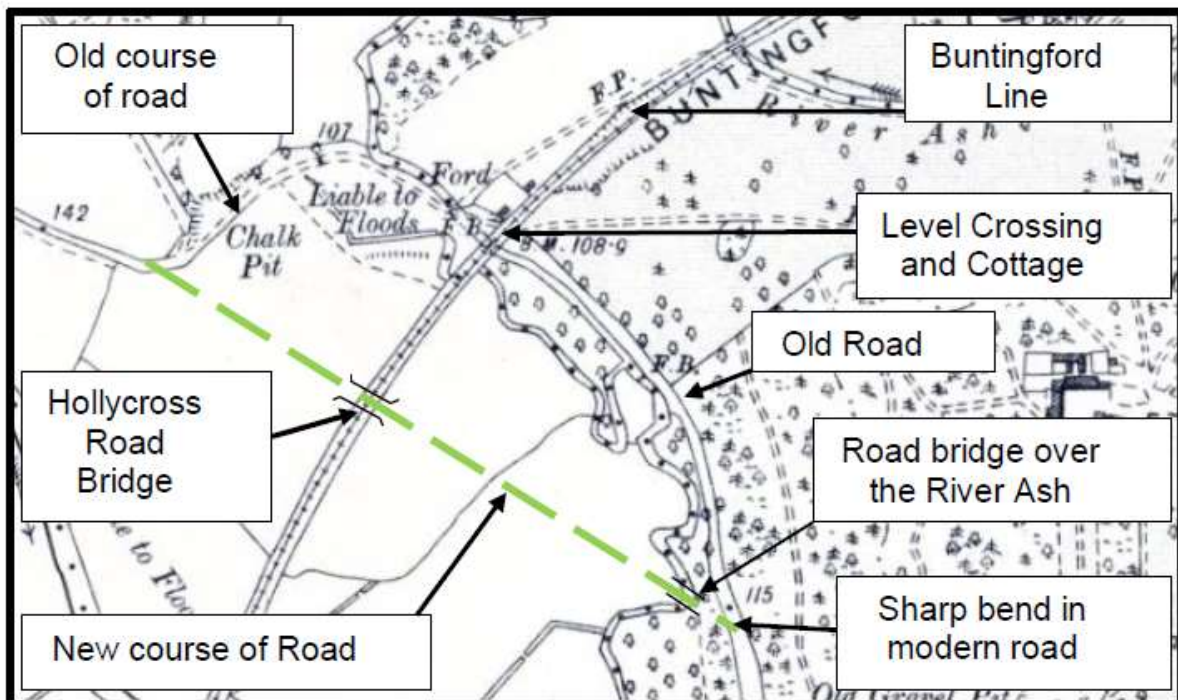 Old course
of road
Buntingford
Line
F.P.
BUNTINGF
River Ash
F.P.
107
Ford
Liable to
Floods
142
Chalk
Pit
F.B.
B.M. 108·9
Level Crossing
and Cottage
Old Road
F.B.
Hollycross
Road
Bridge
Road bridge over
the River Ash
115
New course of Road
Sharp bend in
modern road
Old Gravel Pit